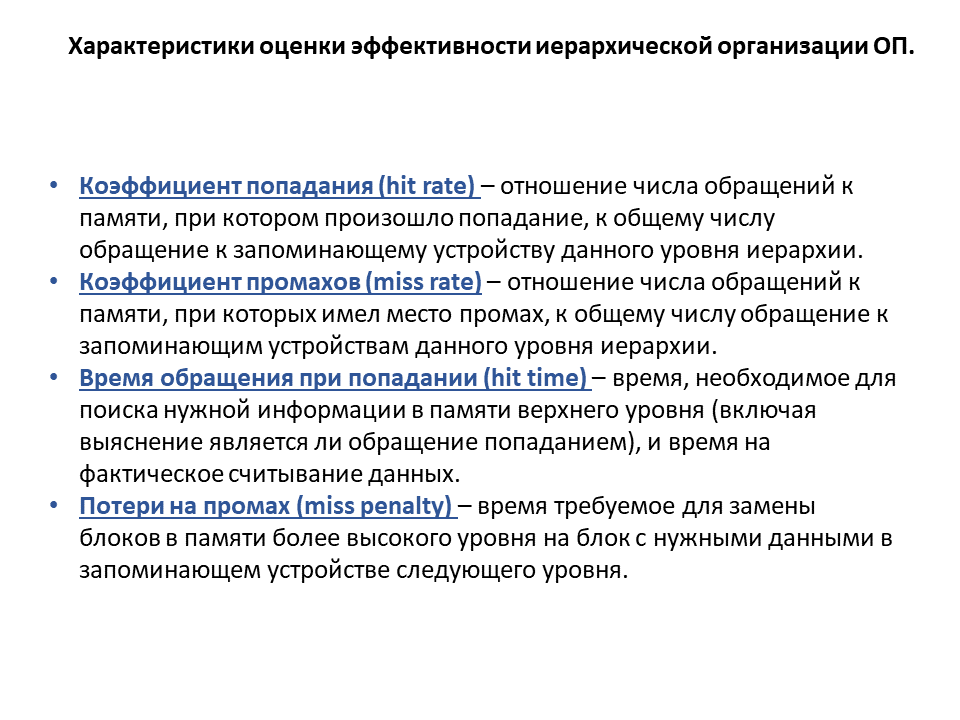 Характеристики оценки эффективности иерархической организации ОП.
• Коэффициент попадания (hit rate) – отношение числа обращений к
памяти, при котором произошло попадание, к общему числу
обращение к запоминающему устройству данного уровня иерархии.
• Коэффициент промахов (miss rate) – отношение числа обращений к
памяти, при которых имел место промах, к общему числу обращение к
запоминающим устройствам данного уровня иерархии.
• Время обращения при попадании (hit time) – время, необходимое для
поиска нужной информации в памяти верхнего уровня (включая
выяснение является ли обращение попаданием), и время на
фактическое считывание данных.
• Потери на промах (miss penalty) – время требуемое для замены
блоков в памяти более высокого уровня на блок с нужными данными в
запоминающем устройстве следующего уровня.